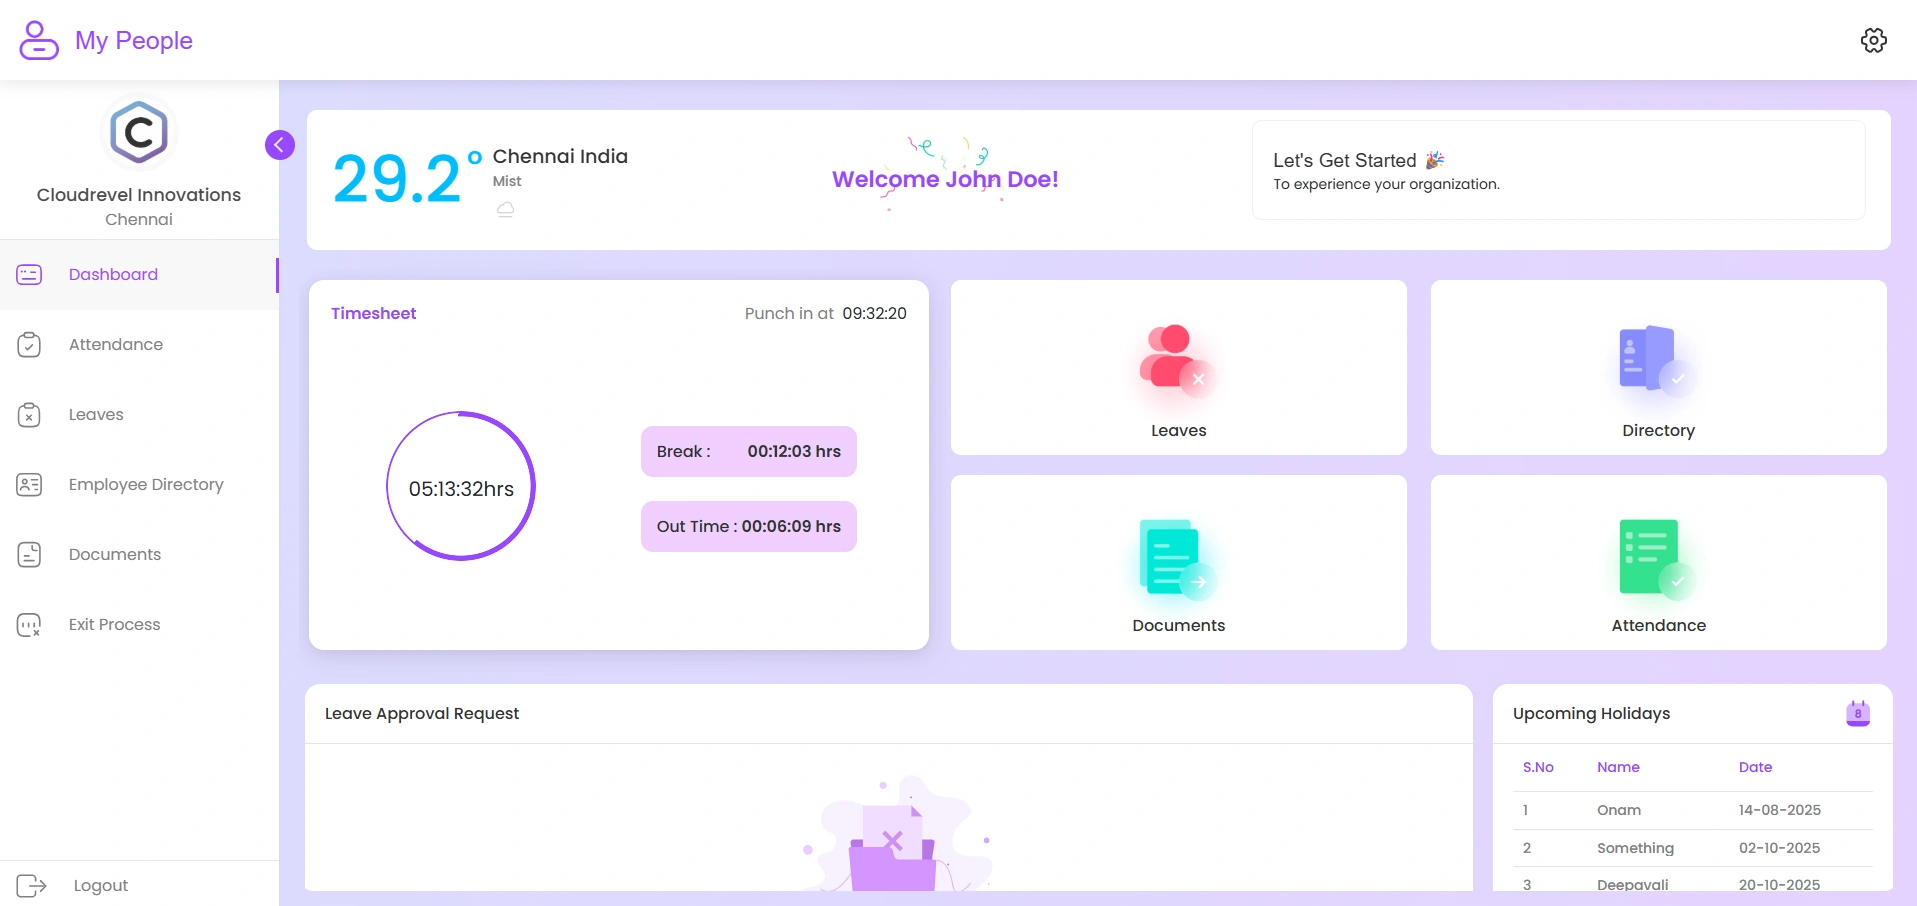 My People
Cloudrevel Innovations
Chennai
Dashboard
Attendance
Leaves
Employee Directory
Documents
Exit Process
Logout
29.2°
Chennai India
Mist
Welcome John Doe!
Let's Get Started 🎉
To experience your organization.
Timesheet
Punch in at 09:32:20
05:13:32hrs
Break : 00:12:03 hrs
Out Time : 00:06:09 hrs
Leaves
Directory
Documents
Attendance
Leave Approval Request
Upcoming Holidays
8
S.No Name Date
1 Onam 14-08-2025
2 Something 02-10-2025
3 Deepavali 20-10-2025